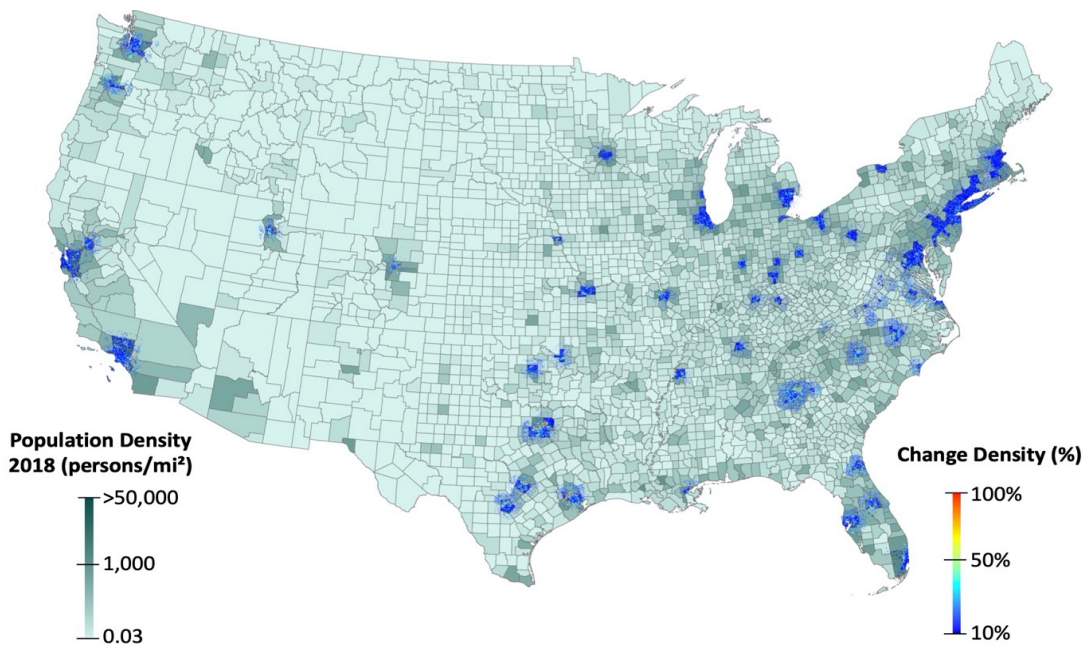 Population Density
2018 (persons/mi²)
>50,000
1,000
0.03
Change Density (%)
100%
50%
10%